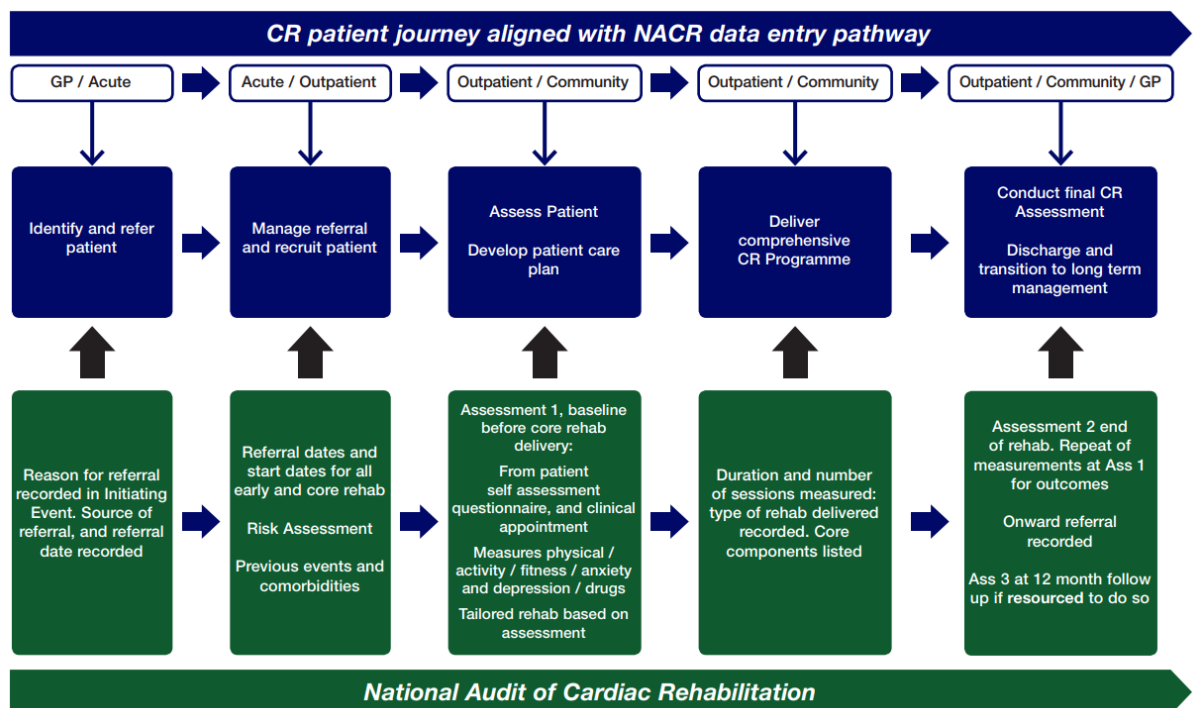 CR patient journey aligned with NACR data entry pathway
GP / Acute
Acute / Outpatient
Outpatient / Community
Outpatient / Community
Outpatient / Community / GP
Identify and refer
patient
Manage referral
and recruit patient
Assess Patient
Develop patient care
plan
Deliver
comprehensive
CR Programme
Conduct final CR
Assessment
Discharge and
transition to long term
management
Reason for referral
recorded in Initiating
Event. Source of
referral, and referral
date recorded
Referral dates and
start dates for all
early and core rehab
Risk Assessment
Previous events and
comorbidities
Assessment 1, baseline
before core rehab
delivery:
From patient
self assessment
questionnaire, and clinical
appointment
Measures physical /
activity / fitness / anxiety
and depression / drugs
Tailored rehab based on
assessment
Duration and number
of sessions measured:
type of rehab delivered
recorded. Core
components listed
Assessment 2 end
of rehab. Repeat of
measurements at Ass 1
for outcomes
Onward referral
recorded
Ass 3 at 12 month follow
up if resourced to do so
National Audit of Cardiac Rehabilitation